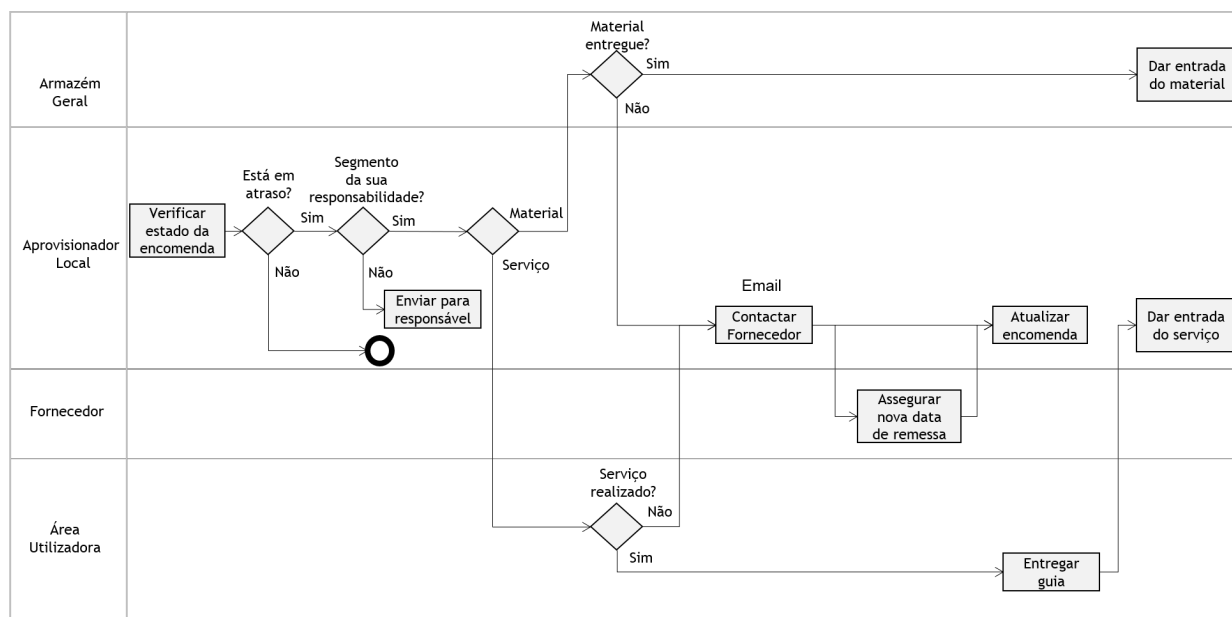 Material
entregue?
Sim
Não
Dar entrada
do material
Armazém
Geral
Está em
atraso?
Segmento
da sua
responsabilidade?
Verificar
estado da
encomenda
Sim
Sim
Material
Aprovisionador
Local
Não
Não
Serviço
Enviar para
responsável
Email
Contactar
Fornecedor
Atualizar
encomenda
Dar entrada
do serviço
Fornecedor
Assegurar
nova data
de remessa
Serviço
realizado?
Não
Sim
Área
Utilizadora
Entregar
guia